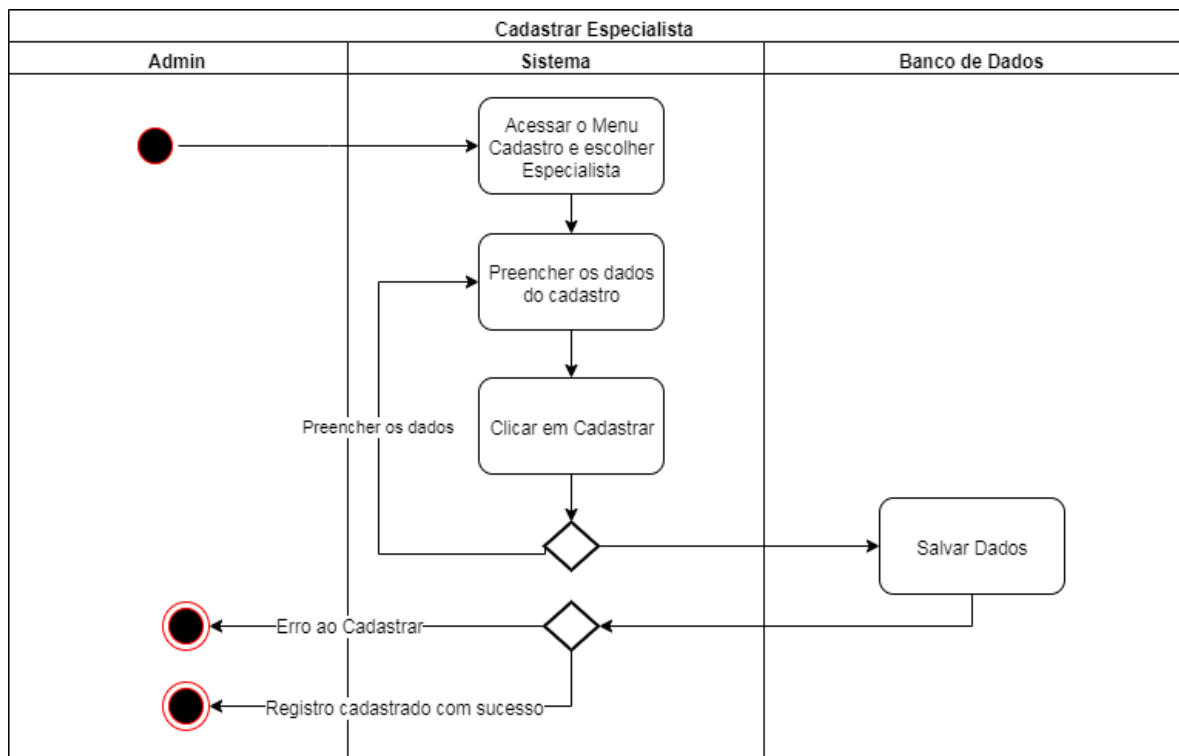 Cadastrar Especialista
Admin
Sistema
Banco de Dados
Acessar o Menu
Cadastro e escolher
Especialista
Preencher os dados
do cadastro
Preencher os dados
Clicar em Cadastrar
Salvar Dados
Erro ao Cadastrar
Registro cadastrado com sucesso